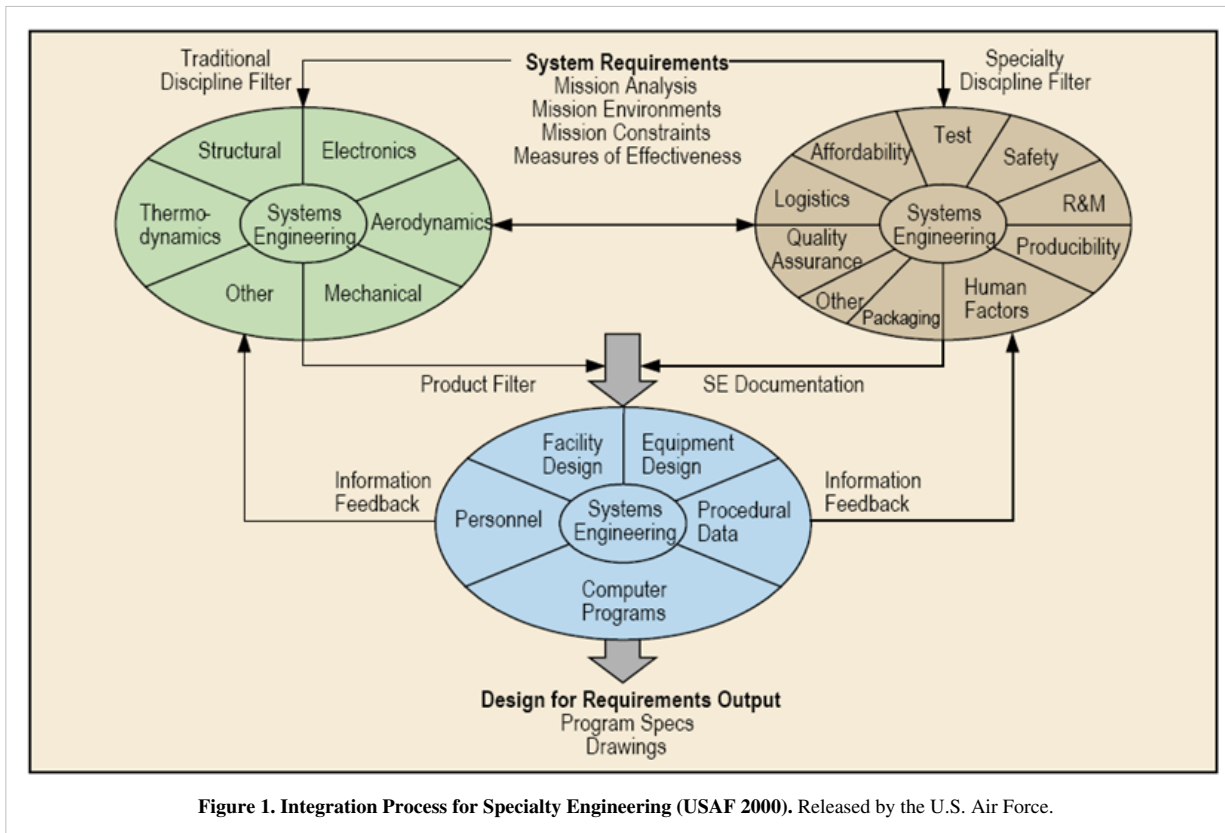 Traditional
Discipline Filter
System Requirements
Mission Analysis
Mission Environments
Mission Constraints
Measures of Effectiveness
Specialty
Discipline Filter
Structural
Electronics
Thermo-
dynamics
Systems
Engineering
Aerodynamics
Other
Mechanical
Affordability
Test
Safety
Logistics
Systems
Engineering
R&M
Quality
Assurance
Producibility
Other
Packaging
Human
Factors
Product Filter
SE Documentation
Facility
Design
Equipment
Design
Information
Feedback
Personnel
Systems
Engineering
Procedural
Data
Information
Feedback
Computer
Programs
Design for Requirements Output
Program Specs
Drawings
Figure 1. Integration Process for Specialty Engineering (USAF 2000). Released by the U.S. Air Force.